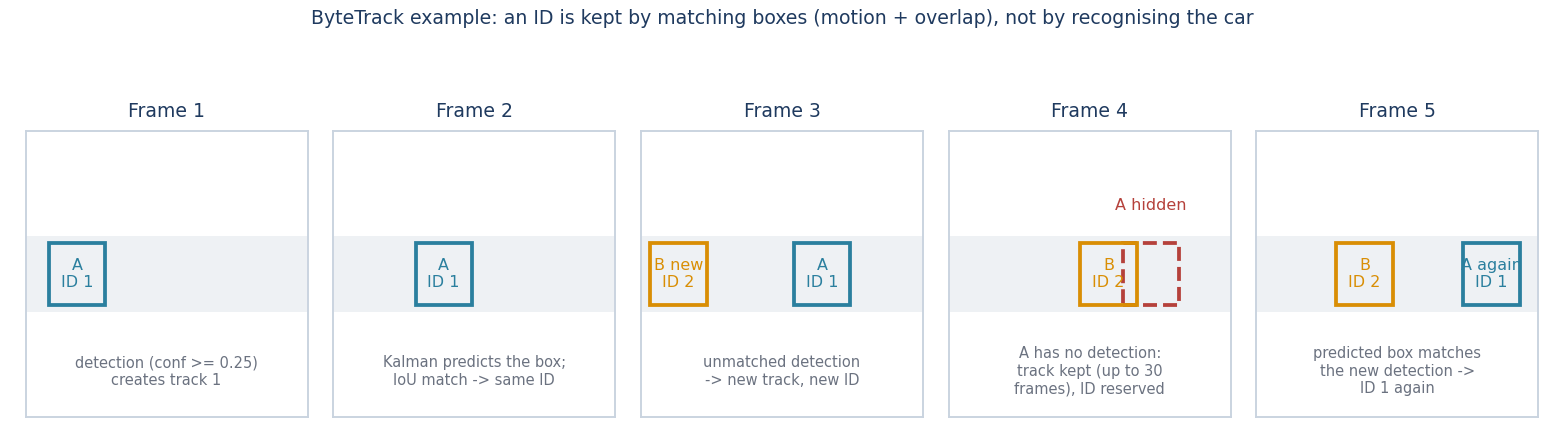 ByteTrack example: an ID is kept by matching boxes (motion + overlap), not by recognising the car
Frame 1
A
ID 1
detection (conf >= 0.25)
creates track 1
Frame 2
A
ID 1
Kalman predicts the box;
IoU match -> same ID
Frame 3
B new
ID 2
A
ID 1
unmatched detection
-> new track, new ID
Frame 4
A hidden
B
ID 2
A has no detection:
track kept (up to 30
frames), ID reserved
Frame 5
B
ID 2
A again
ID 1
predicted box matches
the new detection ->
ID 1 again